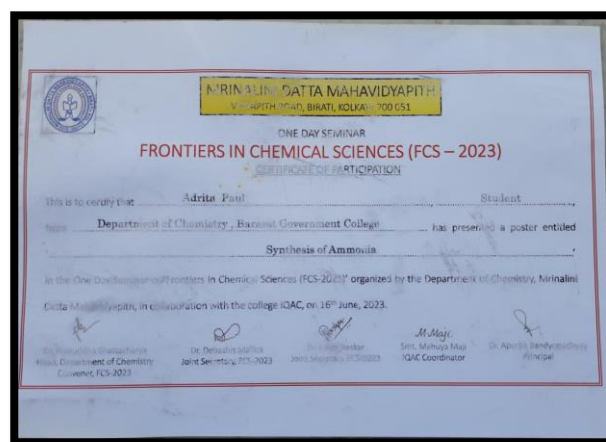 MRINALINI DATTA MAHAVIDYAPITH
VIDYAPITH ROAD, BIRATI, KOLKATA 700 051
ONE DAY SEMINAR
FRONTIERS IN CHEMICAL SCIENCES (FCS – 2023)
CERTIFICATE OF PARTICIPATION
This is to certify that Adrita Paul, Student
from Department of Chemistry , Barasat Government College has presented a poster entitled
Synthesis of Ammonia .
in the One Day Seminar on "Frontiers in Chemical Sciences (FCS-2023)" organized by the Department of Chemistry, Mrinalini
Datta Mahavidyapith, in collaboration with the college IQAC, on 16th June, 2023.
M.Maji.
Dr. Debashis Dr. Smt. Mahuya Maji Dr. Apurba Bandyopadhyay
Head, Department of Chemistry Joint Secretary, FCS-2023 Joint Secretary, FCS-2023 IQAC Coordinator Principal
Convener, FCS-2023